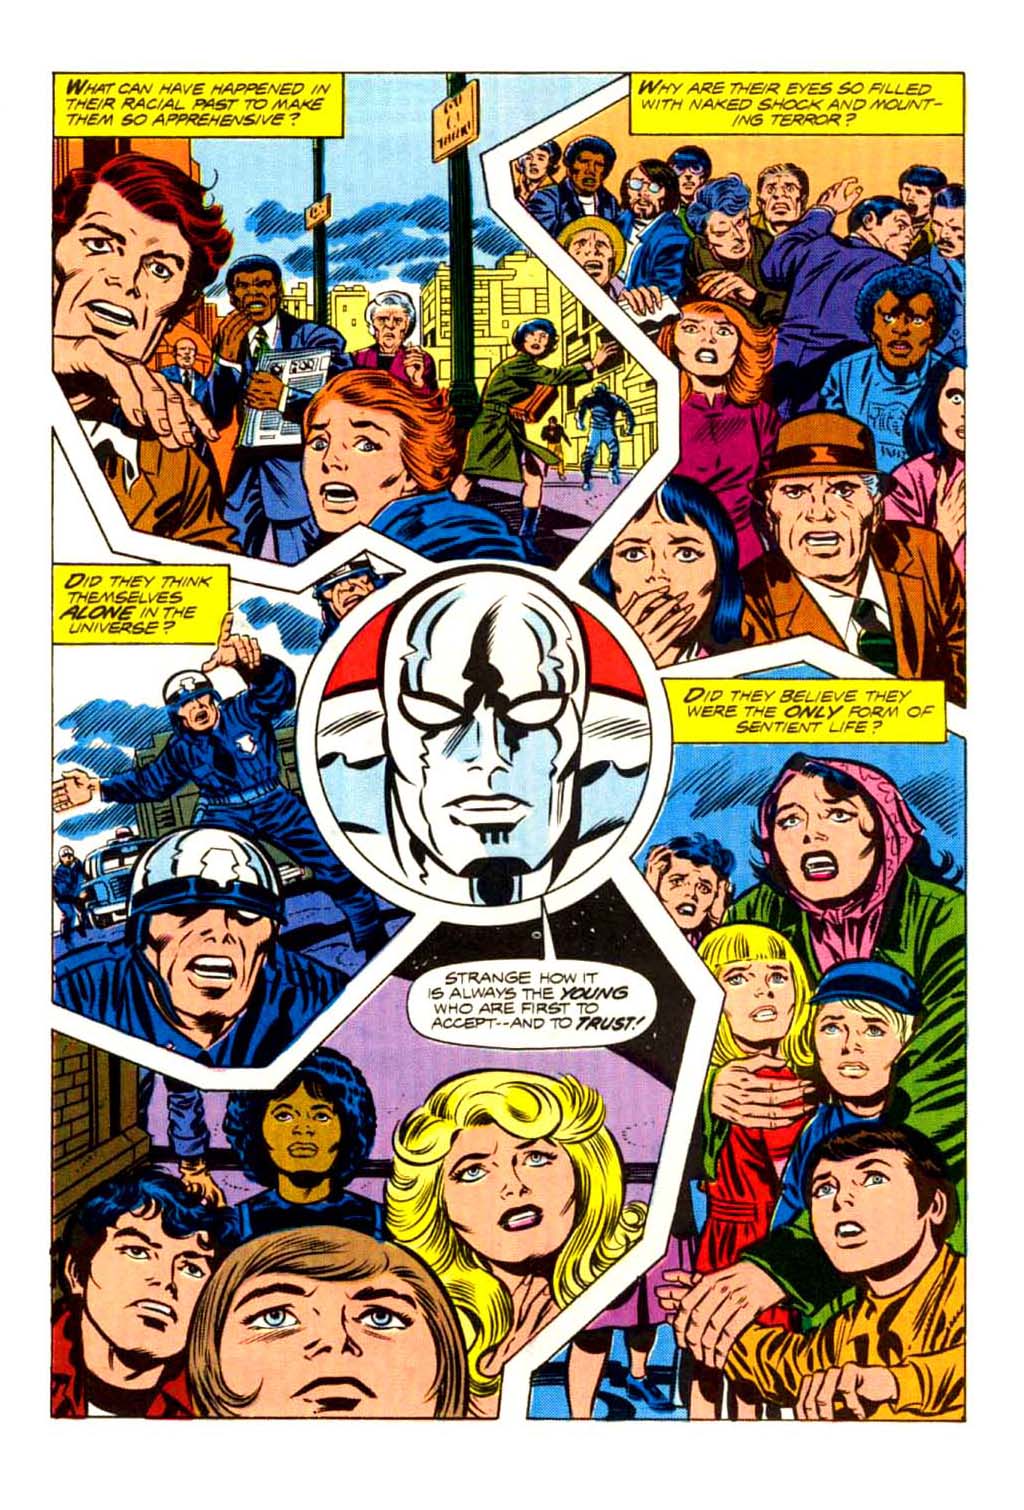 WHAT CAN HAVE HAPPENED IN
THEIR RACIAL PAST TO MAKE
THEM SO APPREHENSIVE?
WHY ARE THEIR EYES SO FILLED
WITH NAKED SHOCK AND MOUNT-
ING TERROR?
DID THEY THINK
THEMSELVES
ALONE IN THE
UNIVERSE?
DID THEY BELIEVE THEY
WERE THE ONLY FORM OF
SENTIENT LIFE?
STRANGE HOW IT
IS ALWAYS THE YOUNG
WHO ARE FIRST TO
ACCEPT--AND TO TRUST!